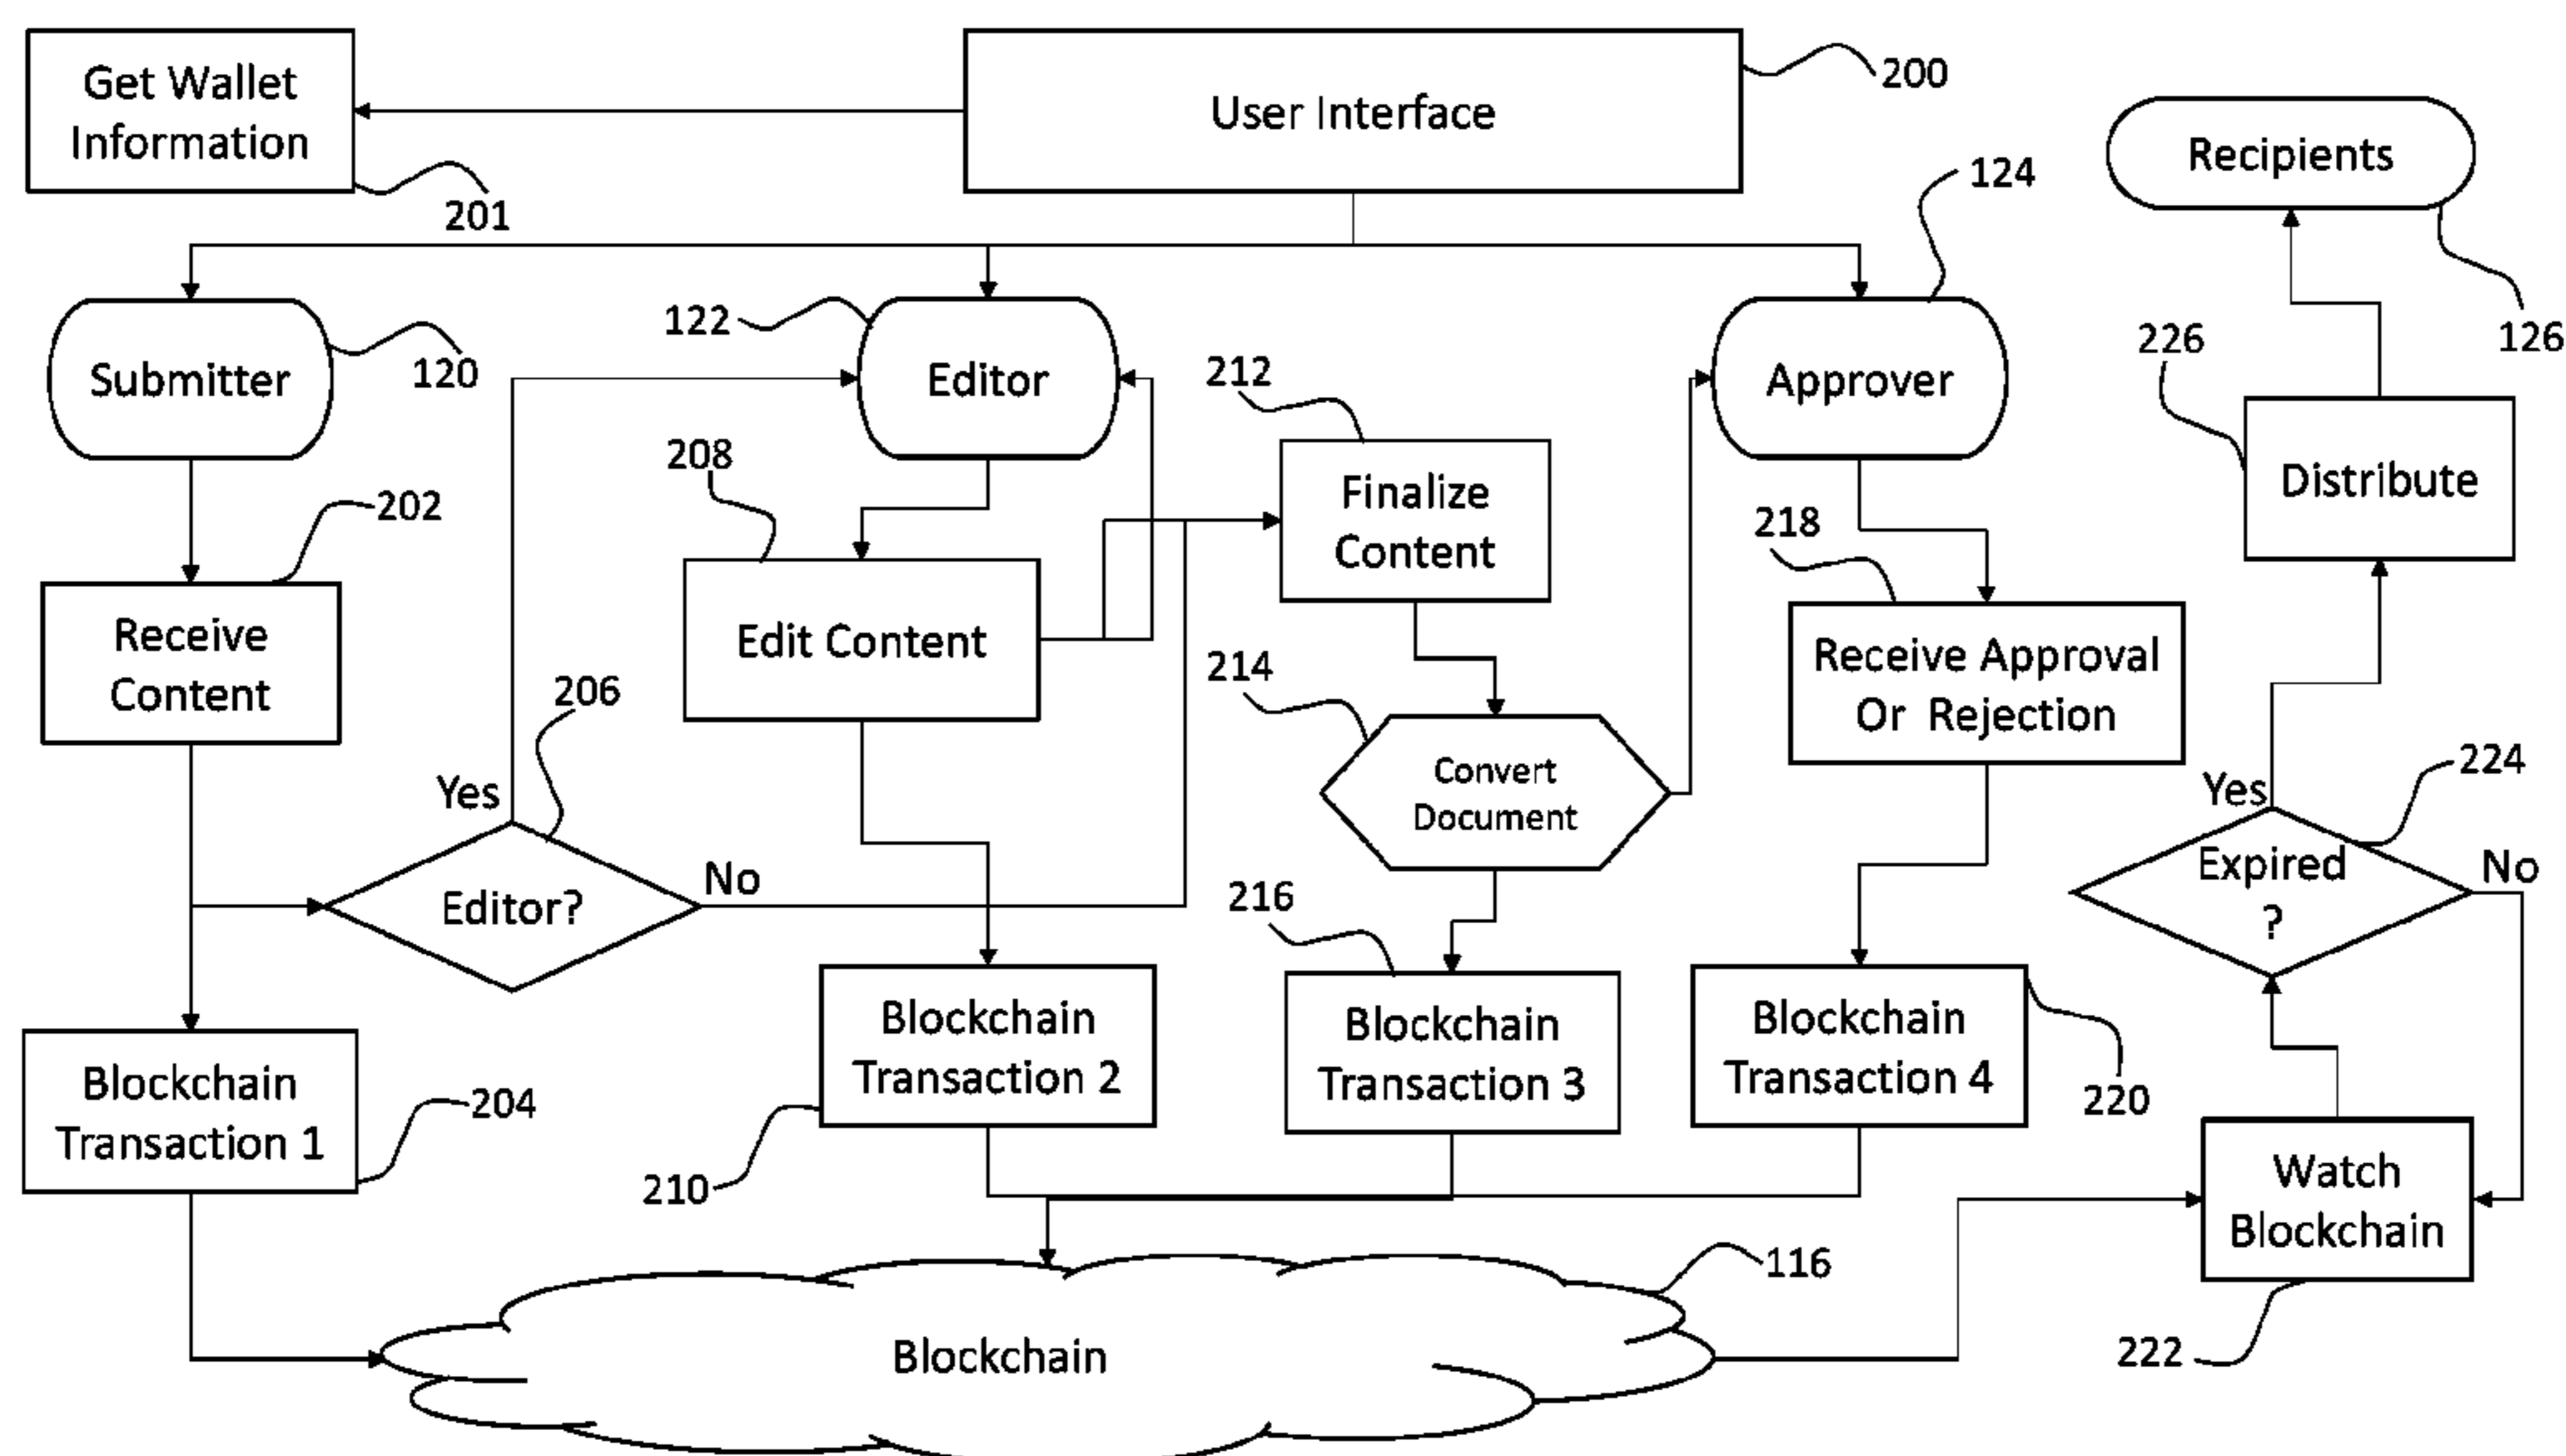 Get Wallet
Information
201
User Interface
200
Recipients
126
124
Submitter
120
122
Editor
Approver
226
Distribute
202
Receive
Content
208
Edit Content
212
Finalize
Content
218
Receive Approval
Or Rejection
206
Yes
Editor?
No
214
Convert
Document
224
Yes
Expired
?
No
Blockchain
Transaction 1
204
Blockchain
Transaction 2
210
216
Blockchain
Transaction 3
Blockchain
Transaction 4
220
Watch
Blockchain
222
116
Blockchain